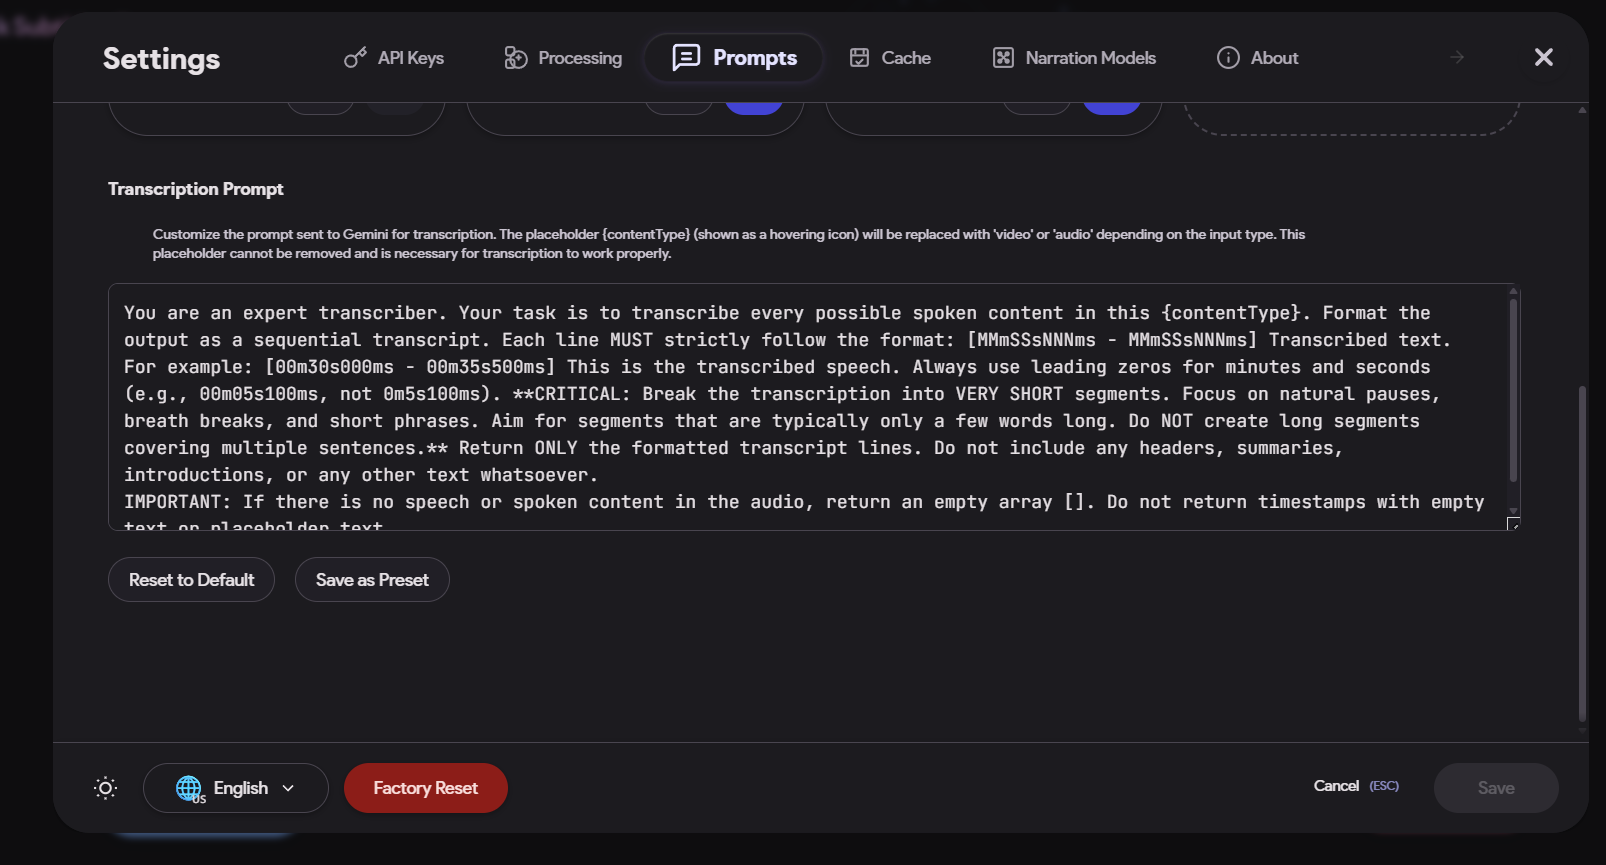 Settings
API Keys
Processing
Prompts
Cache
Narration Models
About
Transcription Prompt
Customize the prompt sent to Gemini for transcription. The placeholder {contentType} (shown as a hovering icon) will be replaced with 'video' or 'audio' depending on the input type. This
placeholder cannot be removed and is necessary for transcription to work properly.
You are an expert transcriber. Your task is to transcribe every possible spoken content in this {contentType}. Format the
output as a sequential transcript. Each line MUST strictly follow the format: [MMmSSsNNNms - MMmSSsNNNms] Transcribed text.
For example: [00m30s000ms - 00m35s500ms] This is the transcribed speech. Always use leading zeros for minutes and seconds
(e.g., 00m05s100ms, not 0m5s100ms). **CRITICAL: Break the transcription into VERY SHORT segments. Focus on natural pauses,
breath breaks, and short phrases. Aim for segments that are typically only a few words long. Do NOT create long segments
covering multiple sentences.** Return ONLY the formatted transcript lines. Do not include any headers, summaries,
introductions, or any other text whatsoever.
IMPORTANT: If there is no speech or spoken content in the audio, return an empty array []. Do not return timestamps with empty
text or placeholder text
Reset to Default
Save as Preset
US
English
Factory Reset
Cancel (ESC)
Save